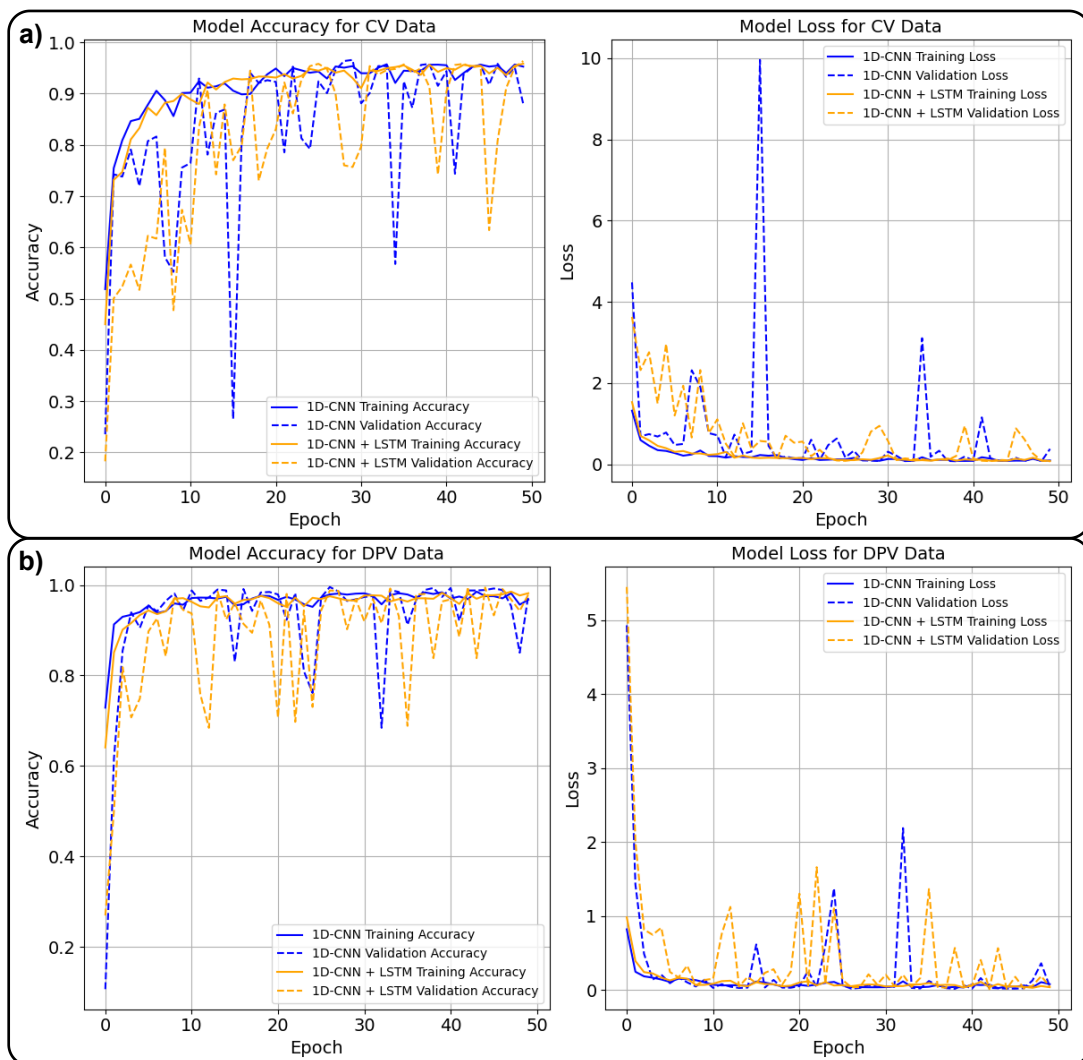 a)
Model Accuracy for CV Data
1.0
0.9
0.8
0.7
0.6
0.5
0.4
0.3
0.2
Accuracy
0
10
20
30
40
50
Epoch
1D-CNN Training Accuracy
1D-CNN Validation Accuracy
1D-CNN + LSTM Training Accuracy
1D-CNN + LSTM Validation Accuracy
Model Loss for CV Data
10
8
6
4
2
0
Loss
0
10
20
30
40
50
Epoch
1D-CNN Training Loss
1D-CNN Validation Loss
1D-CNN + LSTM Training Loss
1D-CNN + LSTM Validation Loss
b)
Model Accuracy for DPV Data
1.0
0.8
0.6
0.4
0.2
Accuracy
0
10
20
30
40
50
Epoch
1D-CNN Training Accuracy
1D-CNN Validation Accuracy
1D-CNN + LSTM Training Accuracy
1D-CNN + LSTM Validation Accuracy
Model Loss for DPV Data
5
4
3
2
1
0
Loss
0
10
20
30
40
50
Epoch
1D-CNN Training Loss
1D-CNN Validation Loss
1D-CNN + LSTM Training Loss
1D-CNN + LSTM Validation Loss